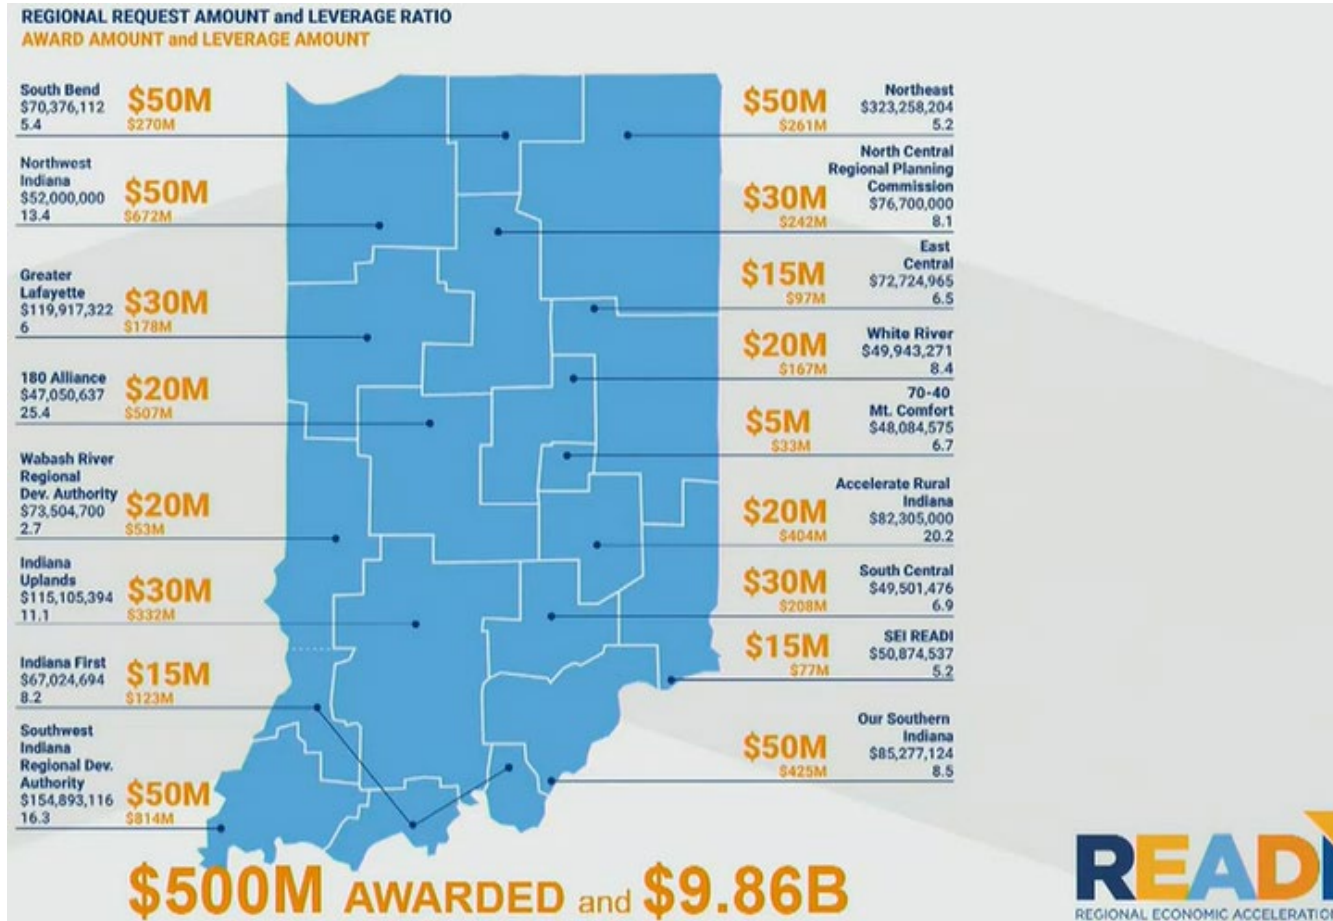 REGIONAL REQUEST AMOUNT and LEVERAGE RATIO
AWARD AMOUNT and LEVERAGE AMOUNT
South Bend
$70,376,112
5.4
$50M
$270M
Northwest
Indiana
$52,000,000
13.4
$50M
$672M
Greater
Lafayette
$119,917,322
6
$30M
$178M
180 Alliance
$47,050,637
25.4
$20M
$507M
Wabash River
Regional
Dev. Authority
$73,504,700
2.7
$20M
$53M
Indiana
Uplands
$115,105,394
11.1
$30M
$332M
Indiana First
$67,024,694
8.2
$15M
$123M
Southwest
Indiana
Regional Dev.
Authority
$154,893,116
16.3
$50M
$814M
$50M
$261M
Northeast
$323,258,204
5.2
$30M
$242M
North Central
Regional Planning
Commission
$76,700,000
8.1
$15M
$97M
East
Central
$72,724,965
6.5
$20M
$167M
White River
$49,943,271
8.4
$5M
$33M
70-40
Mt. Comfort
$48,084,575
6.7
$20M
$404M
Accelerate Rural
Indiana
$82,305,000
20.2
$30M
$208M
South Central
$49,501,476
6.9
$15M
$77M
SEI READI
$50,874,537
5.2
$50M
$425M
Our Southern
Indiana
$85,277,124
8.5
$500M AWARDED and $9.86B
READI
REGIONAL ECONOMIC ACCELERATION